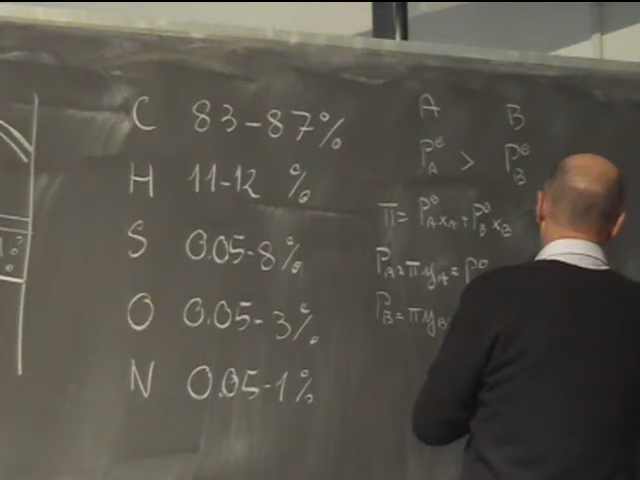 C 83-87%
H 11-12 %
S 0.05-8%
O 0.05-3%
N 0.05-1%
A B
P°A > P°B
π = P°A xA + P°B xB
PA = π yA = P°
PB = π yB